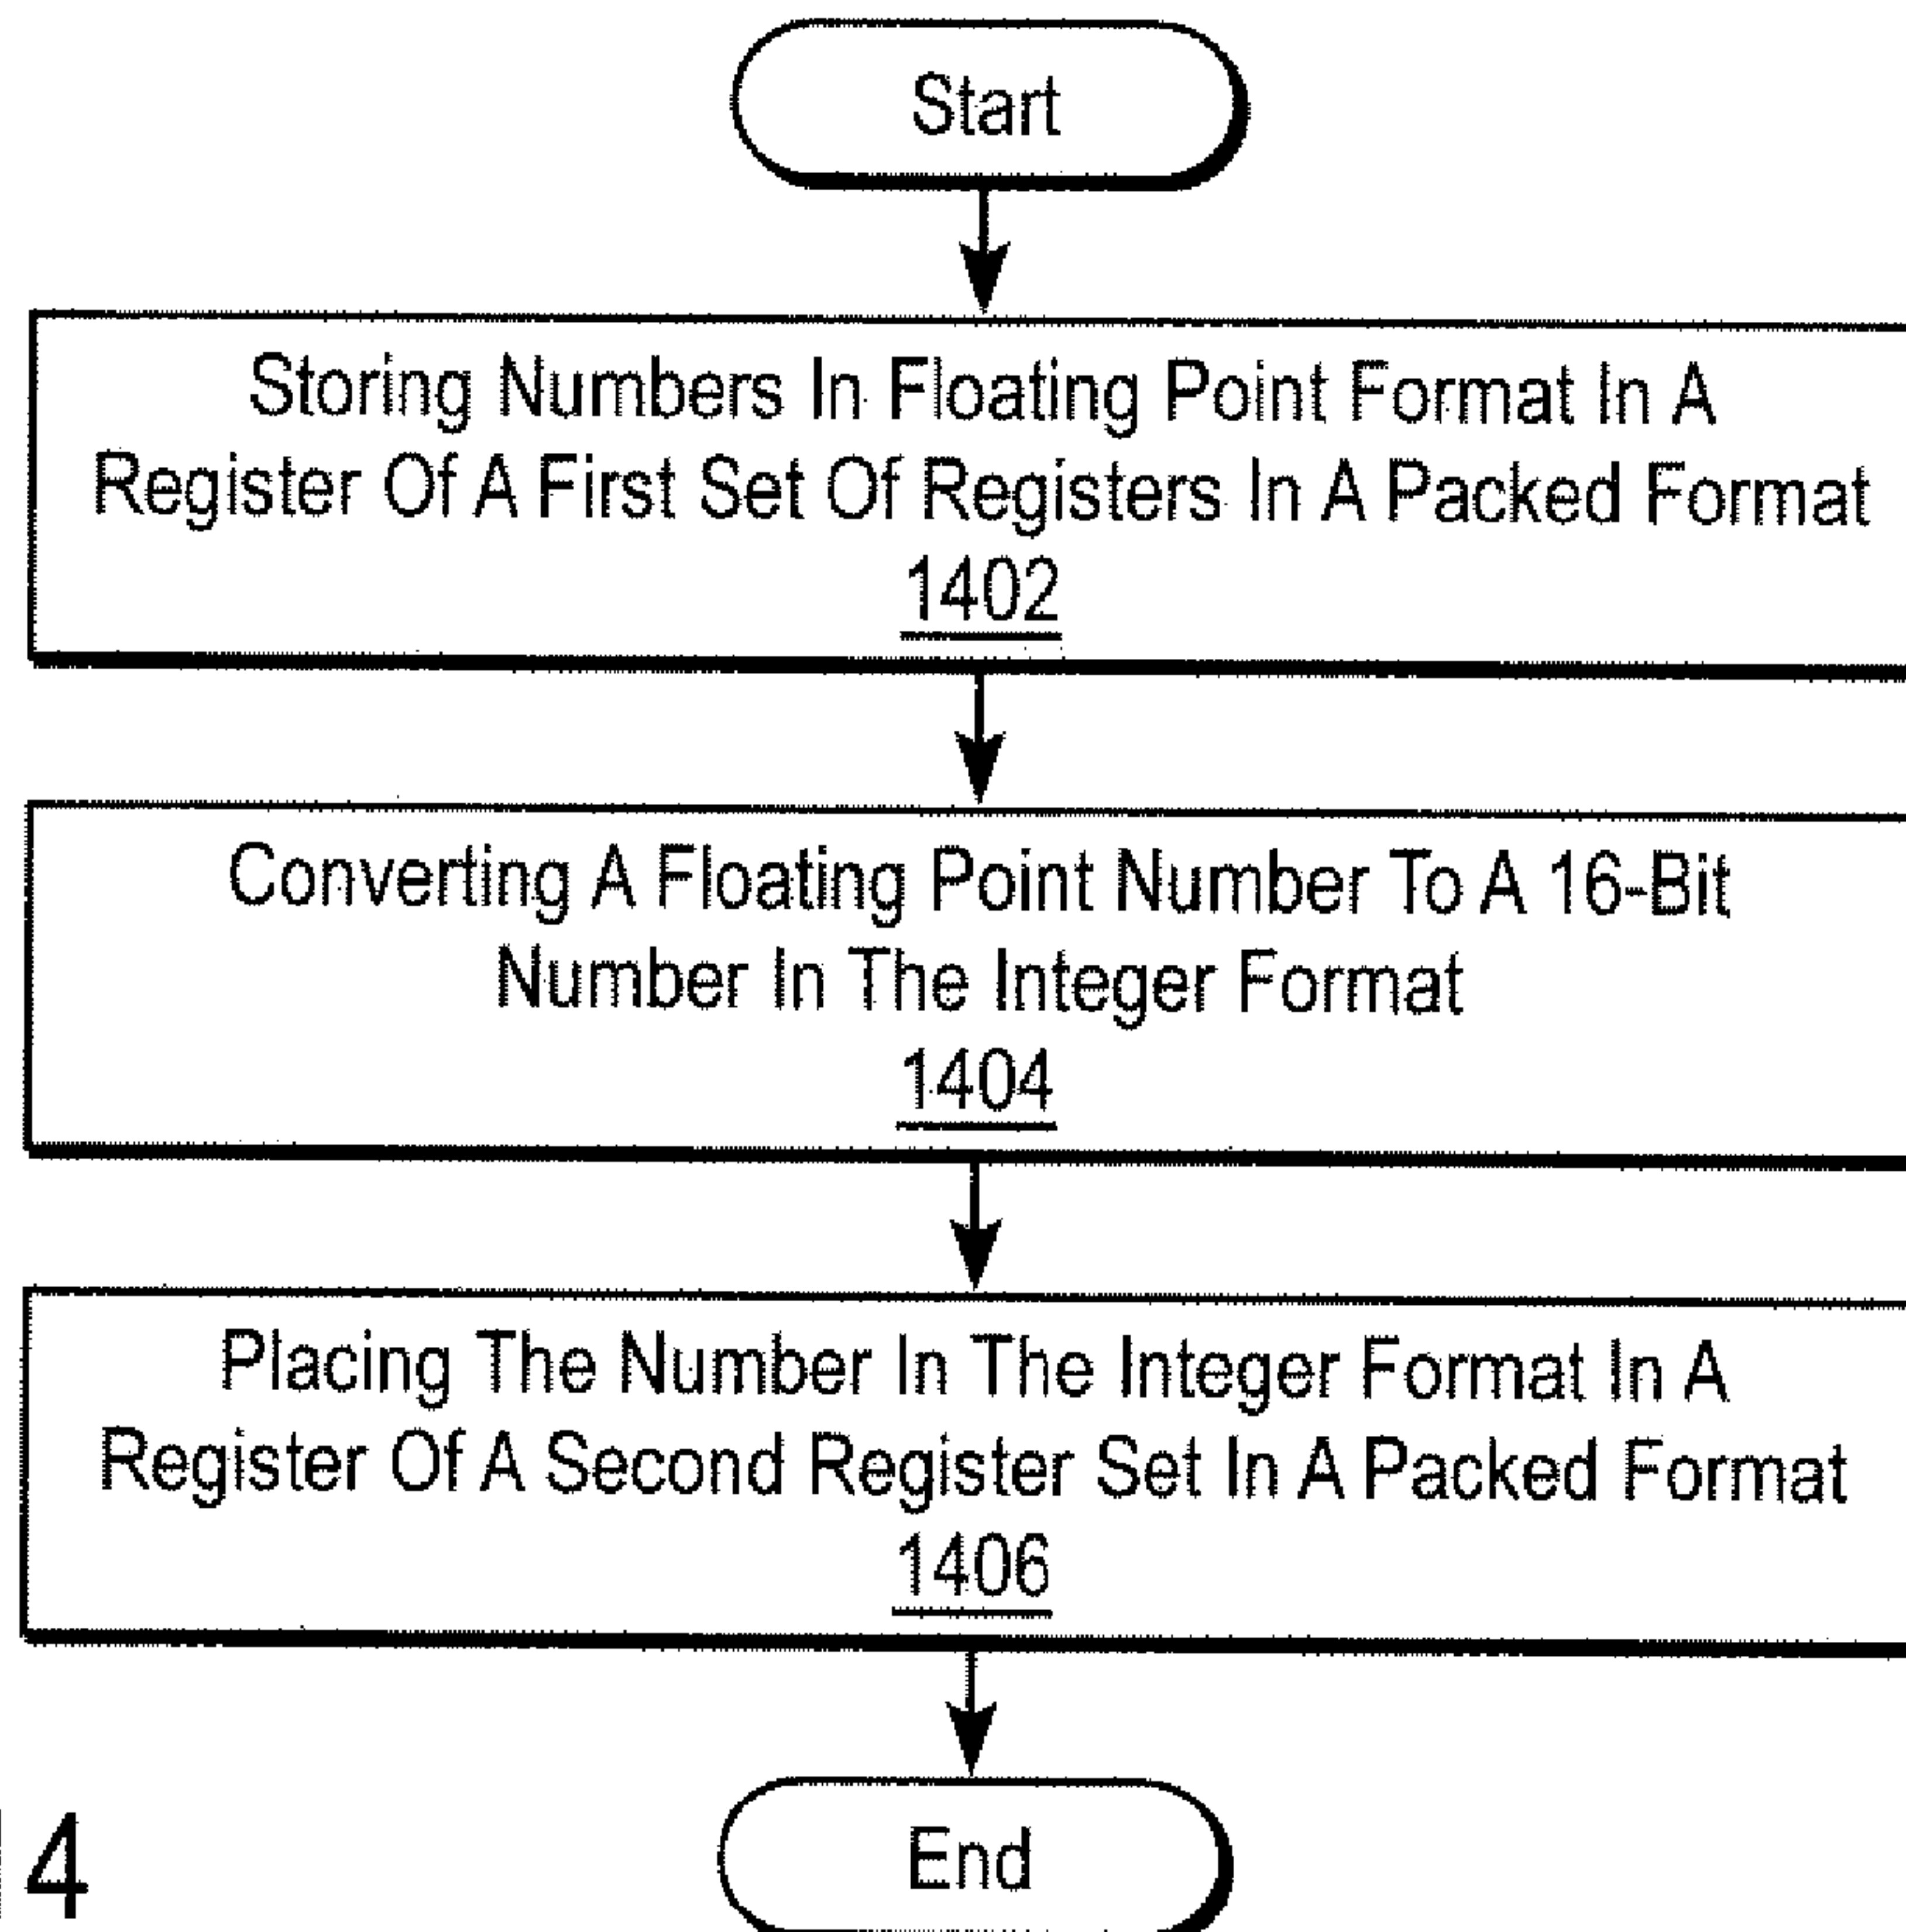 Start
Storing Numbers In Floating Point Format In A
Register Of A First Set Of Registers In A Packed Format
1402
Converting A Floating Point Number To A 16-Bit
Number In The Integer Format
1404
Placing The Number In The Integer Format In A
Register Of A Second Register Set In A Packed Format
1406
End
4